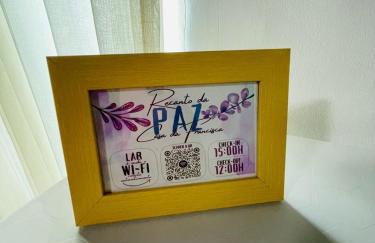 Recanto da
PAZ
Casa da Francisca
LAR
WI-FI
CHECK-IN
15:00H
CHECK-OUT
12:00H